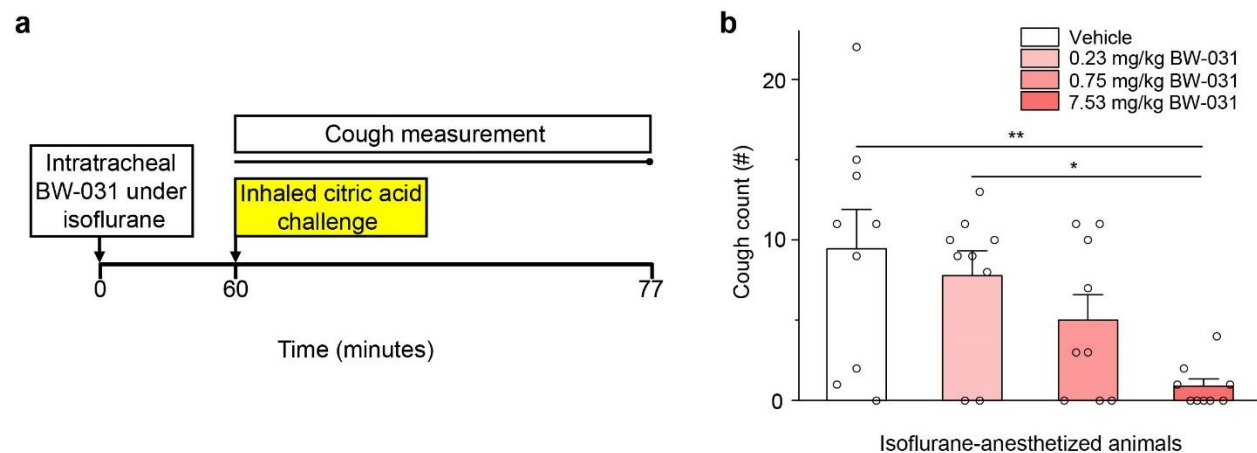 a
Cough measurement
Intratracheal
BW-031 under
isoflurane
Inhaled citric acid
challenge
0
60
77
Time (minutes)
b
Vehicle
0.23 mg/kg BW-031
0.75 mg/kg BW-031
7.53 mg/kg BW-031
20
**
*
10
0
Cough count (#)
Isoflurane-anesthetized animals